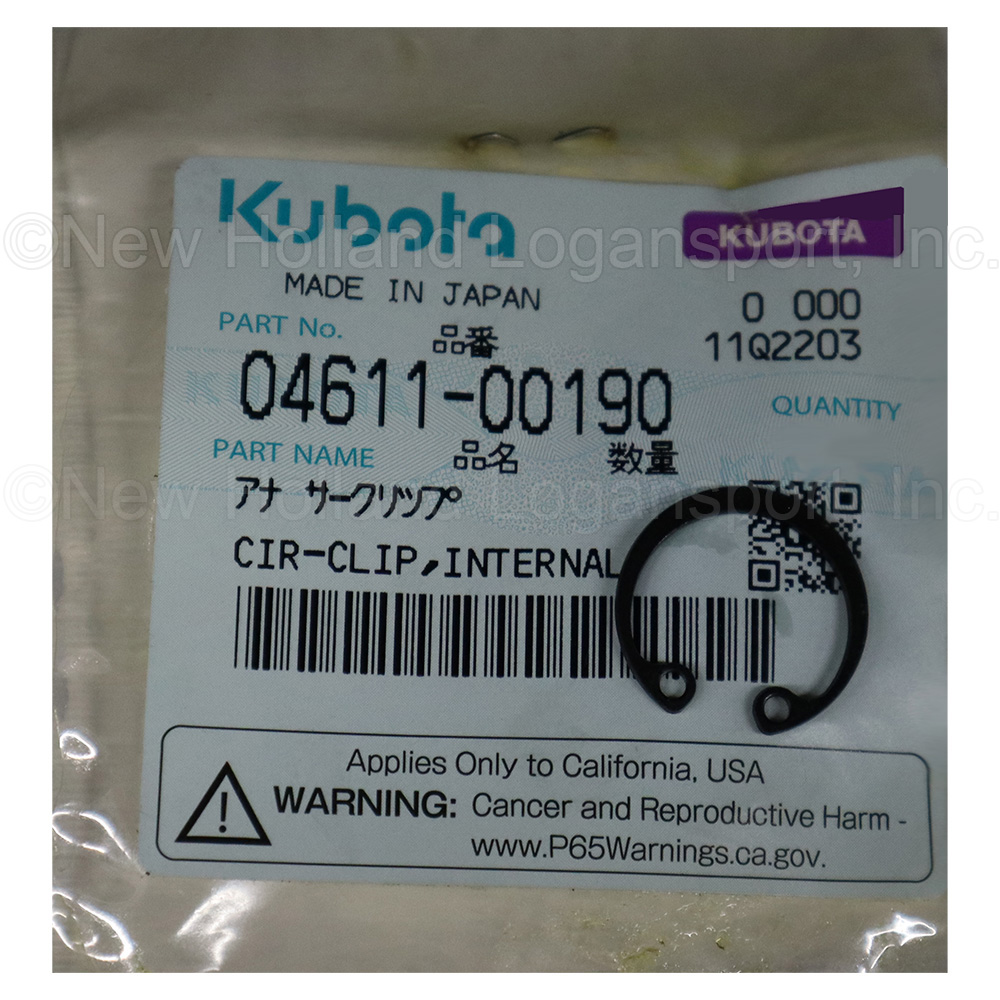 Kubota
KUBOTA
©New Holland Logansport, Inc.
MADE IN JAPAN
0 000
PART No.
品番
11Q2203
04611-00190
QUANTITY
PART NAME
品名
数量
©New Holland Logansport, Inc.
アナ サークリップ
CIR-CLIP,INTERNAL
Applies Only to California, USA
WARNING: Cancer and Reproductive Harm -
www.P65Warnings.ca.gov.